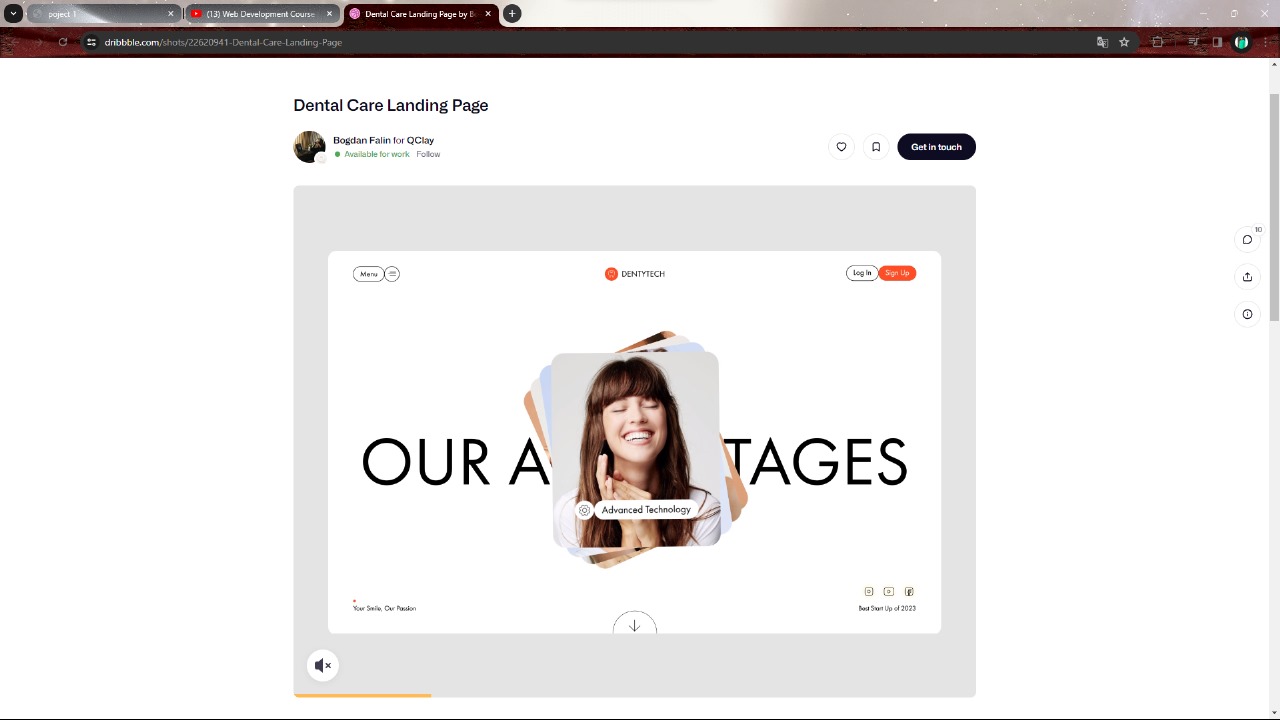 poject 1
(13) Web Development Course
Dental Care Landing Page by B
dribbble.com/shots/22620941-Dental-Care-Landing-Page
Dental Care Landing Page
Bogdan Falin for QClay
Available for work Follow
Get in touch
10
Menu
DENTYTECH
Log In
Sign Up
OUR A TAGES
Advanced Technology
Your Smile, Our Passion
Best Start Up of 2023